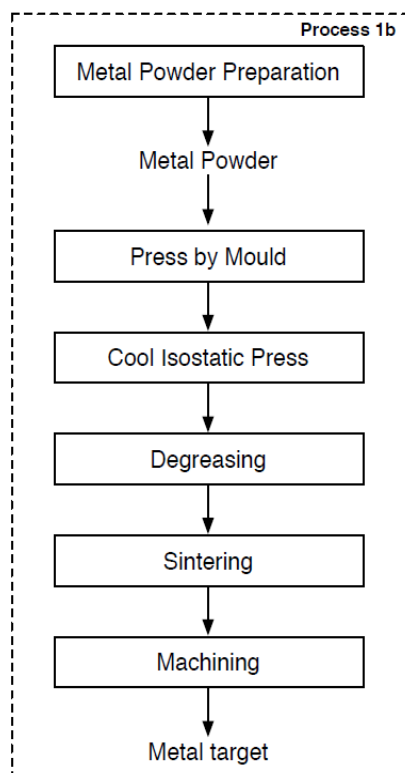 Process 1b
Metal Powder Preparation
Metal Powder
Press by Mould
Cool Isostatic Press
Degreasing
Sintering
Machining
Metal target